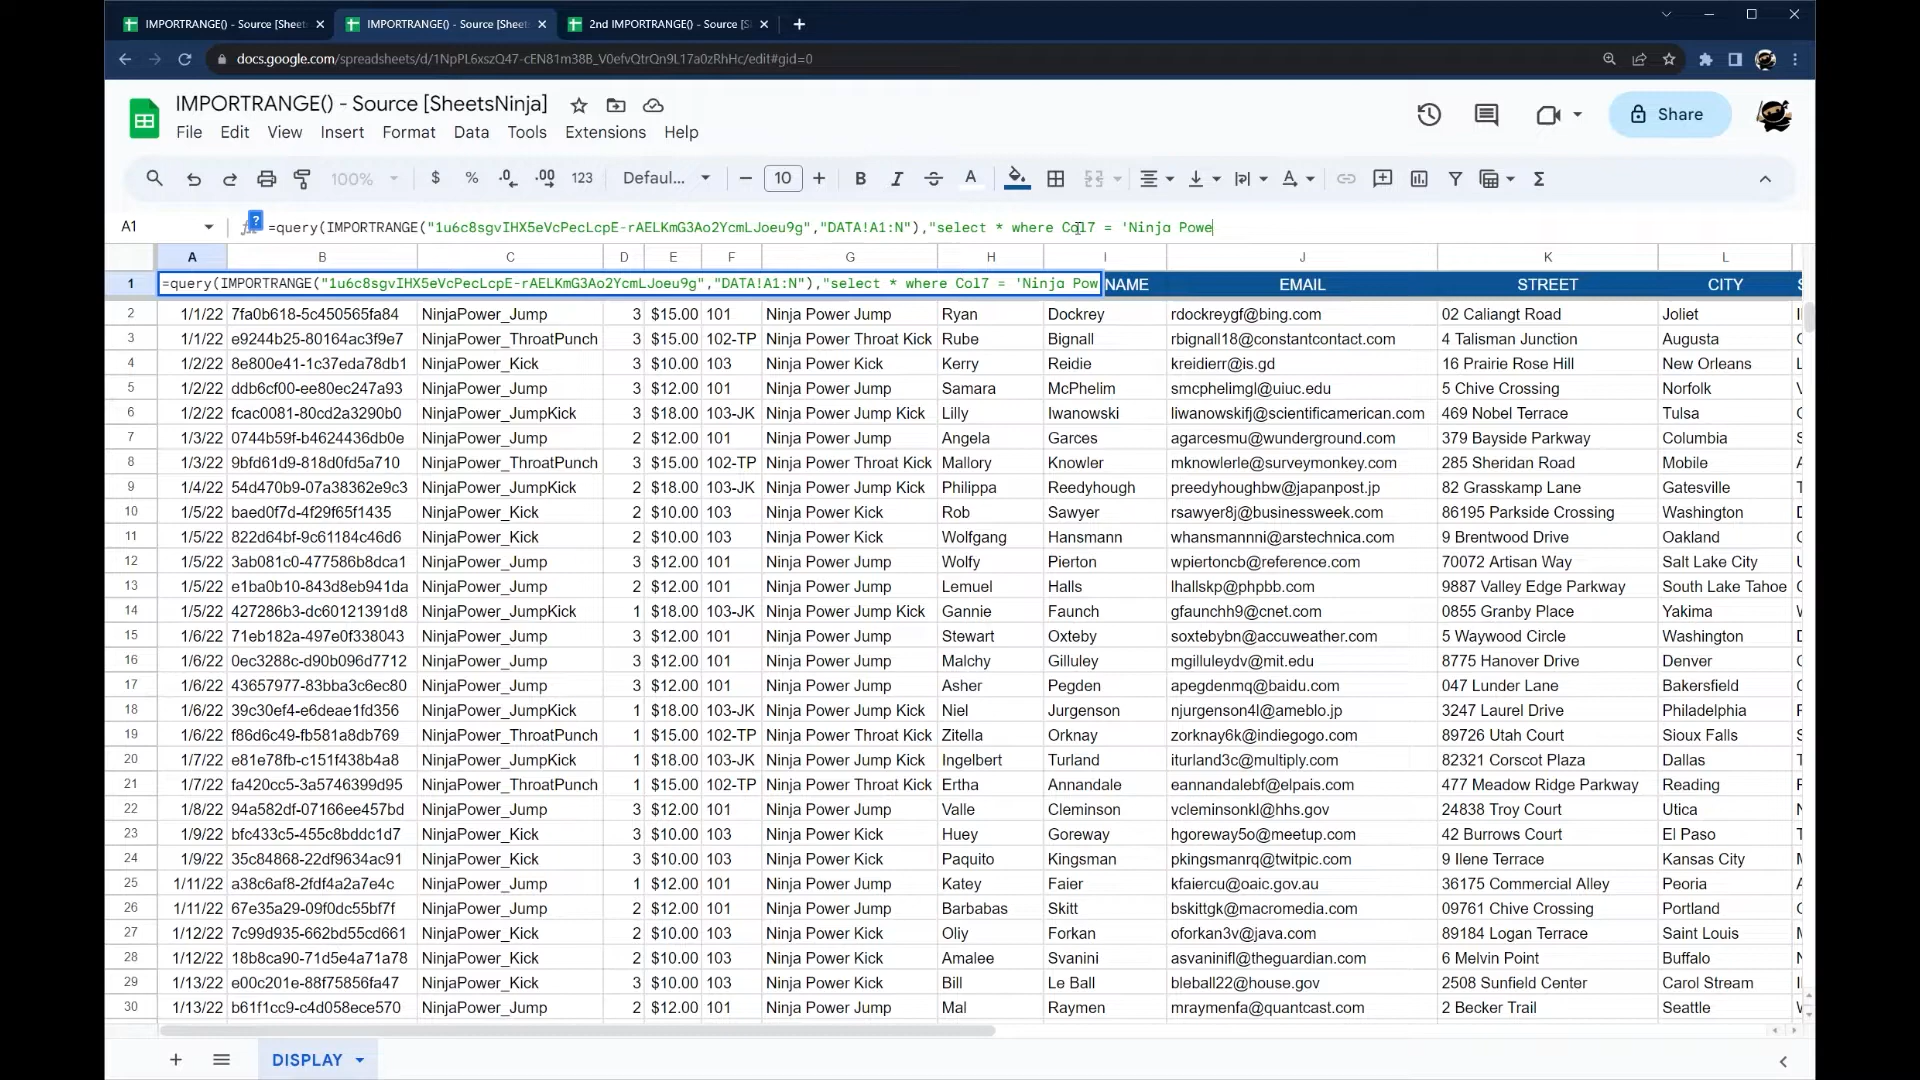 IMPORTRANGE() - Source [Sheets
IMPORTRANGE() - Source [Sheets
2nd IMPORTRANGE() - Source [S
docs.google.com/spreadsheets/d/1NpPL6xszQ47-cEN81m38B_V0efvQtrQn9L17a0zRhHc/edit#gid=0
IMPORTRANGE() - Source [SheetsNinja]
File Edit View Insert Format Data Tools Extensions Help
Share
100% $ % .0 .00 123 Defaul... 10 B I A
A1 ? =query(IMPORTRANGE("1u6c8sgvIHX5eVcPecLcpE-rAELKmG3Ao2YcmLJoeu9g","DATA!A1:N"),"select * where Col7 = 'Ninja Powe
A B C D E F G H I J K L
1 =query(IMPORTRANGE("1u6c8sgvIHX5eVcPecLcpE-rAELKmG3Ao2YcmLJoeu9g","DATA!A1:N"),"select * where Col7 = 'Ninja Pow NAME EMAIL STREET CITY S
2 1/1/22 7fa0b618-5c450565fa84 NinjaPower_Jump 3 $15.00 101 Ninja Power Jump Ryan Dockrey rdockreygf@bing.com 02 Caliangt Road Joliet
3 1/1/22 e9244b25-80164ac3f9e7 NinjaPower_ThroatPunch 3 $15.00 102-TP Ninja Power Throat Kick Rube Bignall rbignall18@constantcontact.com 4 Talisman Junction Augusta
4 1/2/22 8e800e41-1c37eda78db1 NinjaPower_Kick 3 $10.00 103 Ninja Power Kick Kerry Reidie kreidierr@is.gd 16 Prairie Rose Hill New Orleans
5 1/2/22 ddb6cf00-ee80ec247a93 NinjaPower_Jump 3 $12.00 101 Ninja Power Jump Samara McPhelim smcphelimgl@uiuc.edu 5 Chive Crossing Norfolk
6 1/2/22 fcac0081-80cd2a3290b0 NinjaPower_JumpKick 3 $18.00 103-JK Ninja Power Jump Kick Lilly Iwanowski liwanowskifj@scientificamerican.com 469 Nobel Terrace Tulsa
7 1/3/22 0744b59f-b4624436db0e NinjaPower_Jump 2 $12.00 101 Ninja Power Jump Angela Garces agarcesmu@wunderground.com 379 Bayside Parkway Columbia
8 1/3/22 9bfd61d9-818d0fd5a710 NinjaPower_ThroatPunch 3 $15.00 102-TP Ninja Power Throat Kick Mallory Knowler mknowlerle@surveymonkey.com 285 Sheridan Road Mobile
9 1/4/22 54d470b9-07a38362e9c3 NinjaPower_JumpKick 2 $18.00 103-JK Ninja Power Jump Kick Philippa Reedyhough preedyhoughbw@japanpost.jp 82 Grasskamp Lane Gatesville
10 1/5/22 baed0f7d-4f29f65f1435 NinjaPower_Kick 2 $10.00 103 Ninja Power Kick Rob Sawyer rsawyer8j@businessweek.com 86195 Parkside Crossing Washington
11 1/5/22 822d64bf-9c61184c46d6 NinjaPower_Kick 2 $10.00 103 Ninja Power Kick Wolfgang Hansmann whansmannni@arstechnica.com 9 Brentwood Drive Oakland
12 1/5/22 3ab081c0-477586b8dca1 NinjaPower_Jump 3 $12.00 101 Ninja Power Jump Wolfy Pierton wpiertoncb@reference.com 70072 Artisan Way Salt Lake City
13 1/5/22 e1ba0b10-843d8eb941da NinjaPower_Jump 2 $12.00 101 Ninja Power Jump Lemuel Halls lhallskp@phpbb.com 9887 Valley Edge Parkway South Lake Tahoe
14 1/5/22 427286b3-dc60121391d8 NinjaPower_JumpKick 1 $18.00 103-JK Ninja Power Jump Kick Gannie Faunch gfaunchh9@cnet.com 0855 Granby Place Yakima
15 1/6/22 71eb182a-497e0f338043 NinjaPower_Jump 3 $12.00 101 Ninja Power Jump Stewart Oxteby soxtebybn@accuweather.com 5 Waywood Circle Washington
16 1/6/22 0ec3288c-d90b096d7712 NinjaPower_Jump 3 $12.00 101 Ninja Power Jump Malchy Gilluley mgilluleydv@mit.edu 8775 Hanover Drive Denver
17 1/6/22 43657977-83bba3c6ec80 NinjaPower_Jump 3 $12.00 101 Ninja Power Jump Asher Pegden apegdenmq@baidu.com 047 Lunder Lane Bakersfield
18 1/6/22 39c30ef4-e6deae1fd356 NinjaPower_JumpKick 1 $18.00 103-JK Ninja Power Jump Kick Niel Jurgenson njurgenson4l@ameblo.jp 3247 Laurel Drive Philadelphia
19 1/6/22 f86d6c49-fb581a8db769 NinjaPower_ThroatPunch 1 $15.00 102-TP Ninja Power Throat Kick Zitella Orknay zorknay6k@indiegogo.com 89726 Utah Court Sioux Falls
20 1/7/22 e81e78fb-c151f438b4a8 NinjaPower_JumpKick 1 $18.00 103-JK Ninja Power Jump Kick Ingelbert Turland iturland3c@multiply.com 82321 Corscot Plaza Dallas
21 1/7/22 fa420cc5-3a5746399d95 NinjaPower_ThroatPunch 1 $15.00 102-TP Ninja Power Throat Kick Ertha Annandale eannandalebf@elpais.com 477 Meadow Ridge Parkway Reading
22 1/8/22 94a582df-07166ee457bd NinjaPower_Jump 3 $12.00 101 Ninja Power Jump Valle Cleminson vcleminsonkl@hhs.gov 24838 Troy Court Utica
23 1/9/22 bfc433c5-455c8bddc1d7 NinjaPower_Kick 3 $10.00 103 Ninja Power Kick Huey Goreway hgoreway5o@meetup.com 42 Burrows Court El Paso
24 1/9/22 35c84868-22df9634ac91 NinjaPower_Kick 3 $10.00 103 Ninja Power Kick Paquito Kingsman pkingsmanrq@twitpic.com 9 Ilene Terrace Kansas City
25 1/11/22 a38c6af8-2fdf4a2a7e4c NinjaPower_Jump 1 $12.00 101 Ninja Power Jump Katey Faier kfaiercu@oaic.gov.au 36175 Commercial Alley Peoria
26 1/11/22 67e35a29-09f0dc55bf7f NinjaPower_Jump 2 $12.00 101 Ninja Power Jump Barbabas Skitt bskittgk@macromedia.com 09761 Chive Crossing Portland
27 1/12/22 7c99d935-662bd55cd661 NinjaPower_Kick 2 $10.00 103 Ninja Power Kick Oliy Forkan oforkan3v@java.com 89184 Logan Terrace Saint Louis
28 1/12/22 18b8ca90-71d5e4a71a78 NinjaPower_Kick 2 $10.00 103 Ninja Power Kick Amalee Svanini asvaninifl@theguardian.com 6 Melvin Point Buffalo
29 1/13/22 e00c201e-88f75856fa47 NinjaPower_Kick 3 $10.00 103 Ninja Power Kick Bill Le Ball bleball22@house.gov 2508 Sunfield Center Carol Stream
30 1/13/22 b61f1cc9-c4d058ece570 NinjaPower_Jump 2 $12.00 101 Ninja Power Jump Mal Raymen mraymenfa@quantcast.com 2 Becker Trail Seattle
DISPLAY